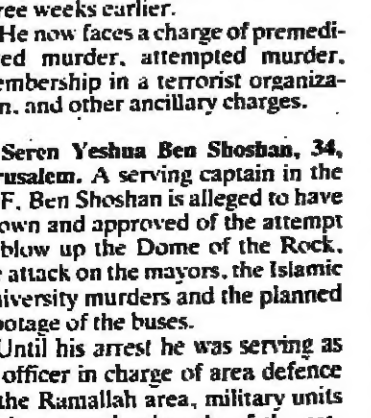 ree weeks earlier.
He now faces a charge of premedi-
ed murder, attempted murder,
embership in a terrorist organiza-
n, and other ancillary charges.
Seren Yeshua Ben Shoshan, 34,
rusalem. A serving captain in the
F. Ben Shoshan is alleged to have
own and approved of the attempt
blow up the Dome of the Rock,
attack on the mayors, the Islamic
iversity murders and the planned
botage of the buses.
Until his arrest he was serving as
officer in charge of area defence
the Ramallah area, military units